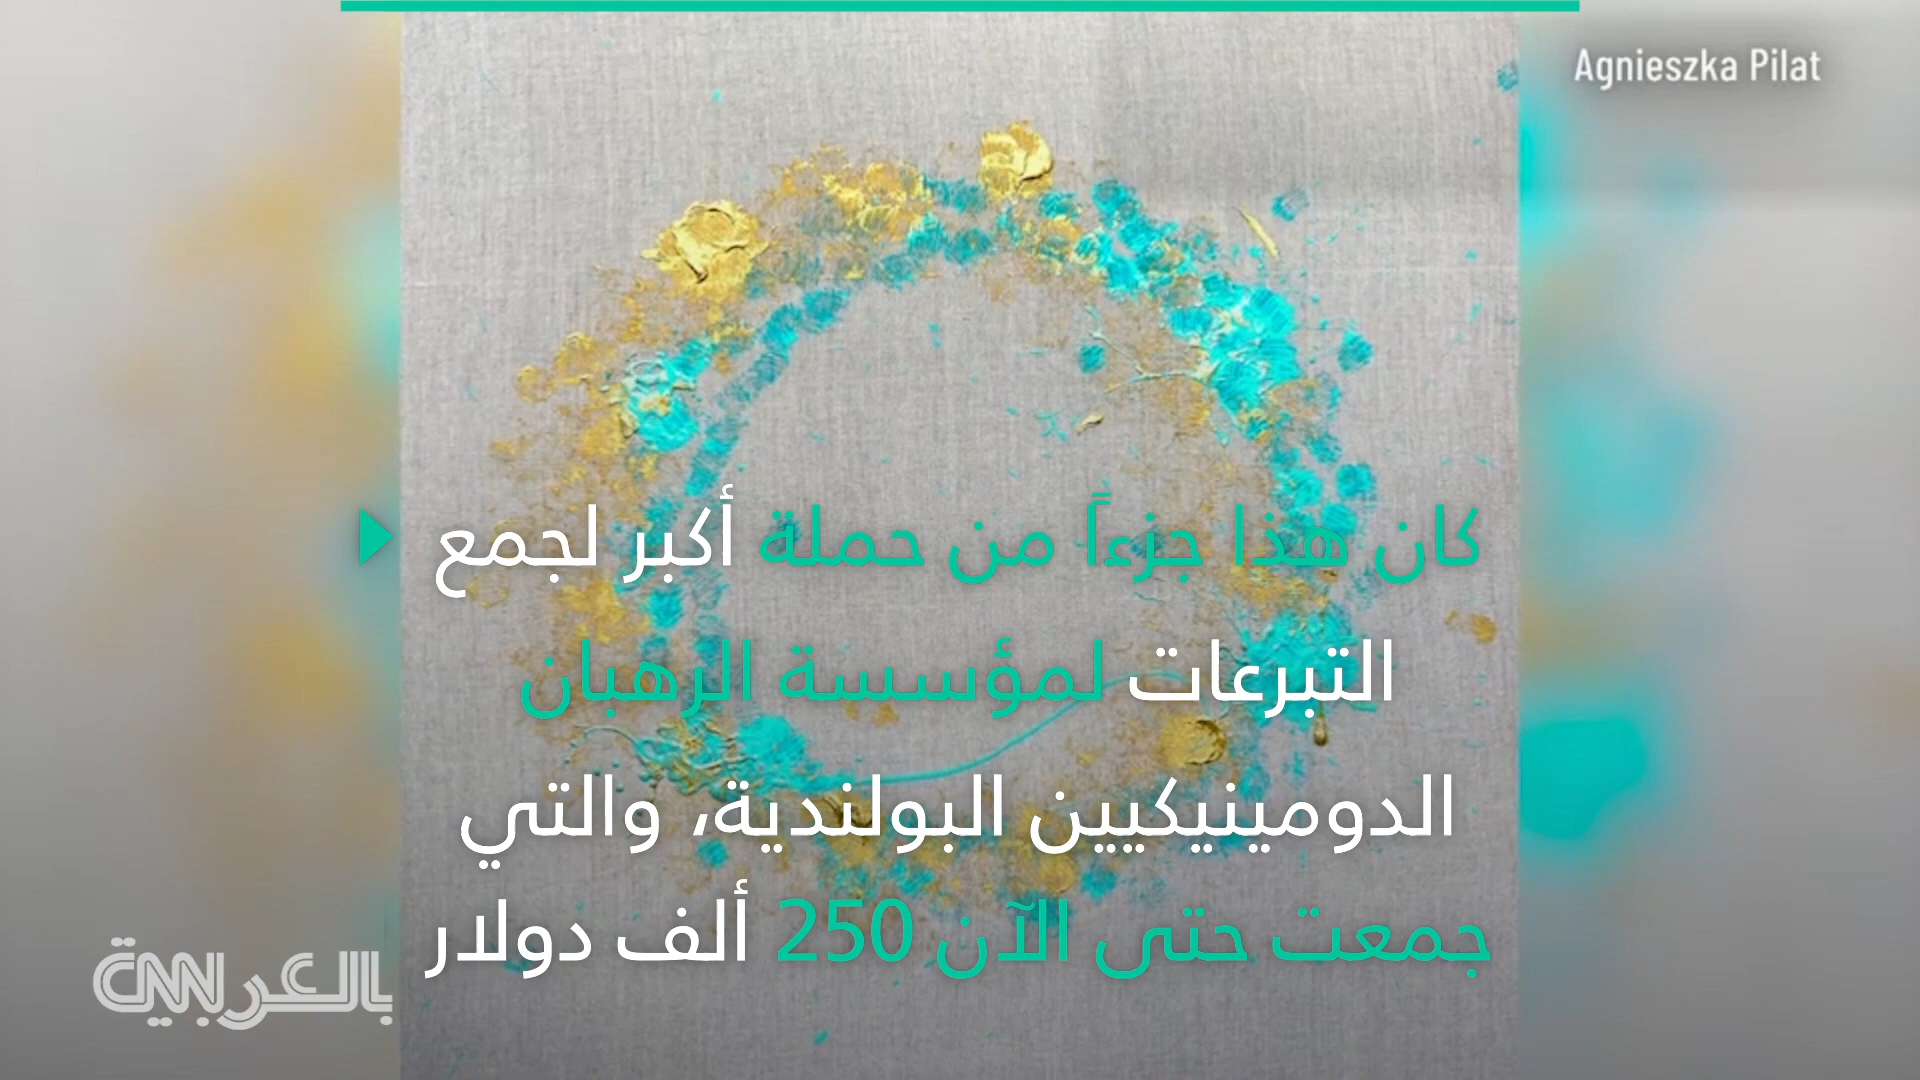 Agnieszka Pilat
كان هذا جزءاً من حملة أكبر لجمع
التبرعات لمؤسسة الرهبان
الدومينيكيين البولندية، والتي
جمعت حتى الآن 250 ألف دولار
CNN بالعربية